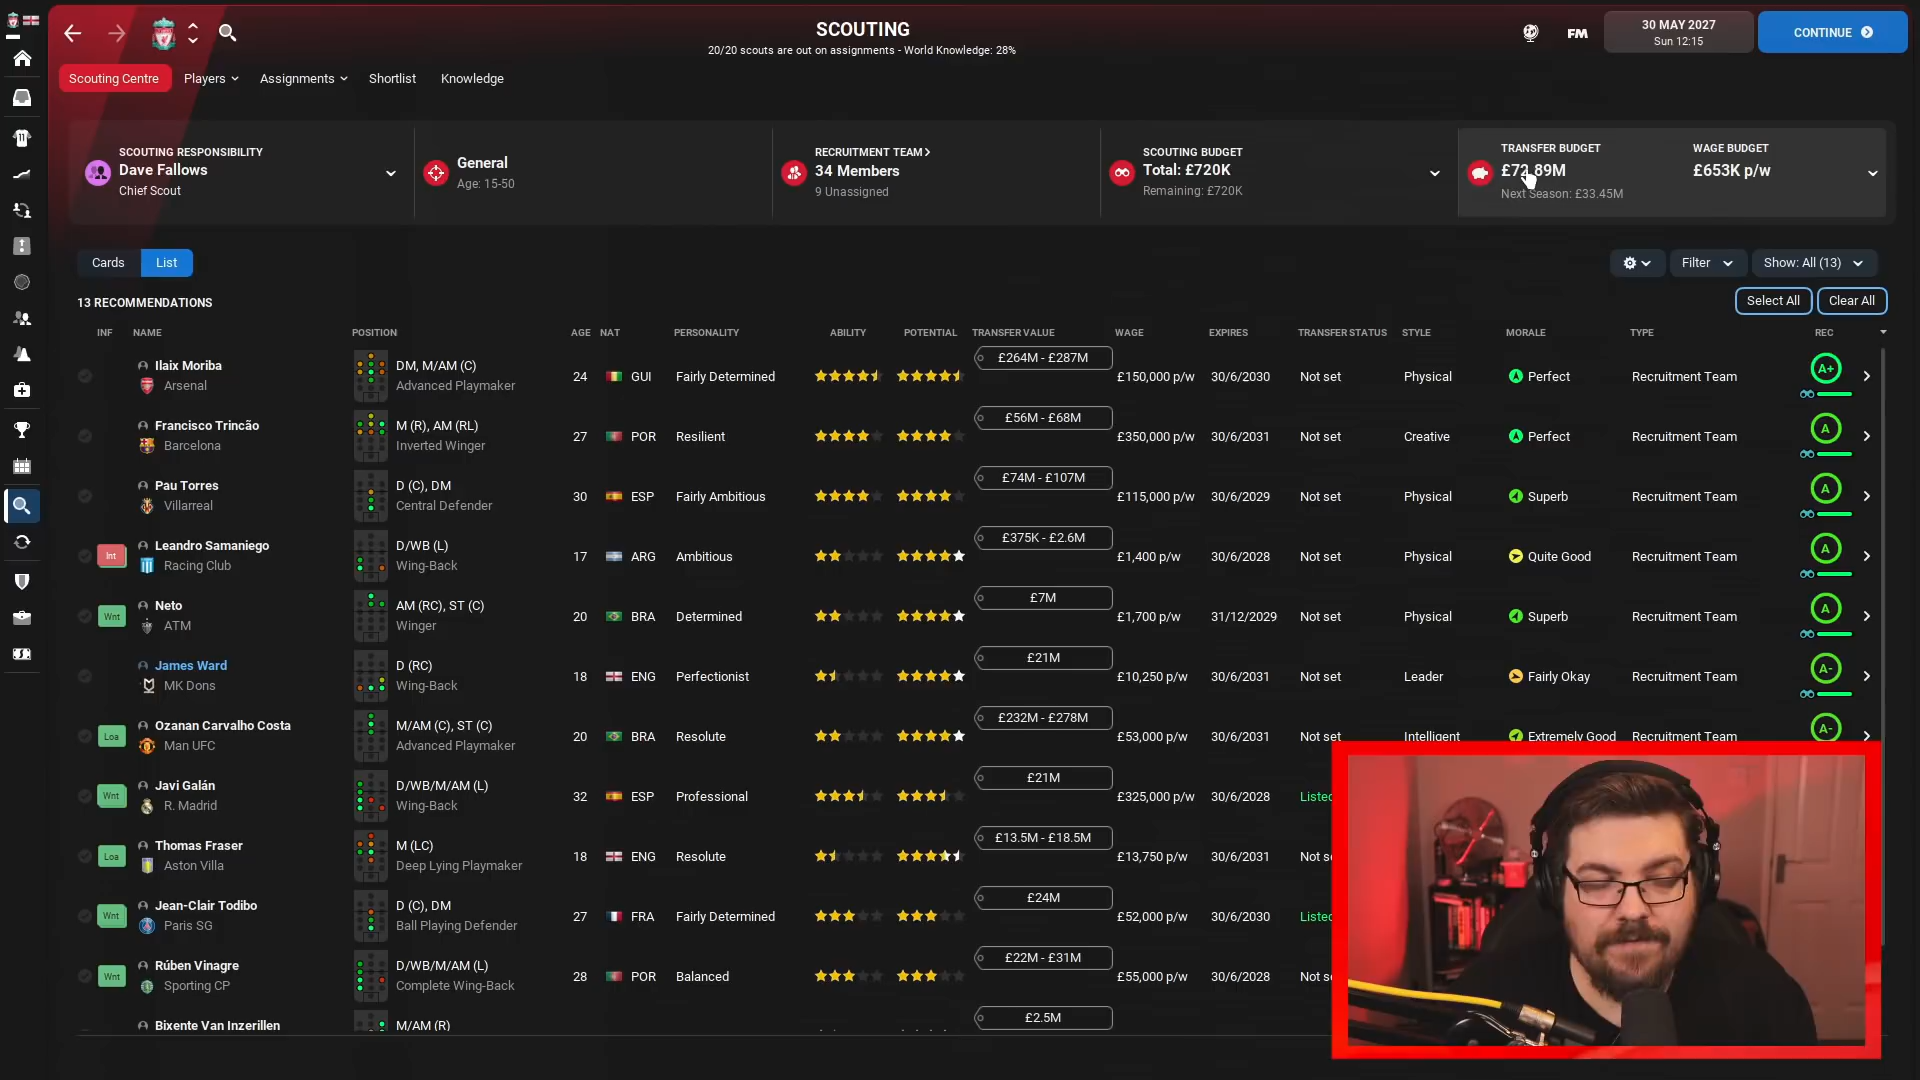 SCOUTING
20/20 scouts are out on assignments - World Knowledge: 28%
FM
30 MAY 2027
Sun 12:15
CONTINUE
Scouting Centre
Players
Assignments
Shortlist
Knowledge
SCOUTING RESPONSIBILITY
Dave Fallows
Chief Scout
General
Age: 15-50
RECRUITMENT TEAM
34 Members
9 Unassigned
SCOUTING BUDGET
Total: £720K
Remaining: £720K
TRANSFER BUDGET
£72.89M
Next Season: £33.45M
WAGE BUDGET
£653K p/w
Cards
List
Filter
Show: All (13)
13 RECOMMENDATIONS
Select All
Clear All
INF NAME POSITION AGE NAT PERSONALITY ABILITY POTENTIAL TRANSFER VALUE WAGE EXPIRES TRANSFER STATUS STYLE MORALE TYPE REC
Ilaix Moriba DM, M/AM (C) 24 GUI Fairly Determined £264M - £287M £150,000 p/w 30/6/2030 Not set Physical Perfect Recruitment Team A+
Arsenal Advanced Playmaker
Francisco Trincão M (R), AM (RL) 27 POR Resilient £56M - £68M £350,000 p/w 30/6/2031 Not set Creative Perfect Recruitment Team A
Barcelona Inverted Winger
Pau Torres D (C), DM 30 ESP Fairly Ambitious £74M - £107M £115,000 p/w 30/6/2029 Not set Physical Superb Recruitment Team A
Villarreal Central Defender
Int Leandro Samaniego D/WB (L) 17 ARG Ambitious £375K - £2.6M £1,400 p/w 30/6/2028 Not set Physical Quite Good Recruitment Team A
Racing Club Wing-Back
Wnt Neto AM (RC), ST (C) 20 BRA Determined £7M £1,700 p/w 31/12/2029 Not set Physical Superb Recruitment Team A
ATM Winger
James Ward D (RC) 18 ENG Perfectionist £21M £10,250 p/w 30/6/2031 Not set Leader Fairly Okay Recruitment Team A-
MK Dons Wing-Back
Loa Ozanan Carvalho Costa M/AM (C), ST (C) 20 BRA Resolute £232M - £278M £53,000 p/w 30/6/2031 Not set Intelligent Extremely Good Recruitment Team A-
Man UFC Advanced Playmaker
Wnt Javi Galán D/WB/M/AM (L) 32 ESP Professional £21M £325,000 p/w 30/6/2028 Listed
R. Madrid Wing-Back
Loa Thomas Fraser M (LC) 18 ENG Resolute £13.5M - £18.5M £13,750 p/w 30/6/2031 Not s
Aston Villa Deep Lying Playmaker
Wnt Jean-Clair Todibo D (C), DM 27 FRA Fairly Determined £24M £52,000 p/w 30/6/2030 Listed
Paris SG Ball Playing Defender
Wnt Rúben Vinagre D/WB/M/AM (L) 28 POR Balanced £22M - £31M £55,000 p/w 30/6/2028 Not s
Sporting CP Complete Wing-Back
Bixente Van Inzerillen M/AM (R) £2.5M